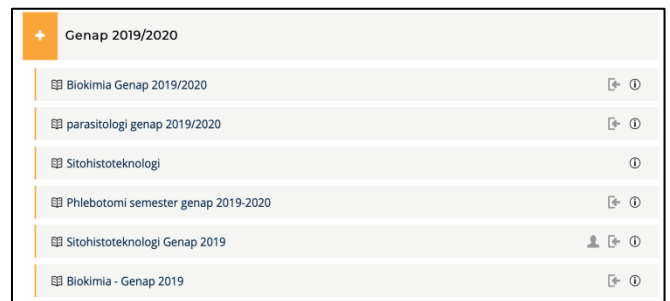 Genap 2019/2020
Biokimia Genap 2019/2020
parasitologi genap 2019/2020
Sitohistoteknologi
Phlebotomi semester genap 2019-2020
Sitohistoteknologi Genap 2019
Biokimia - Genap 2019